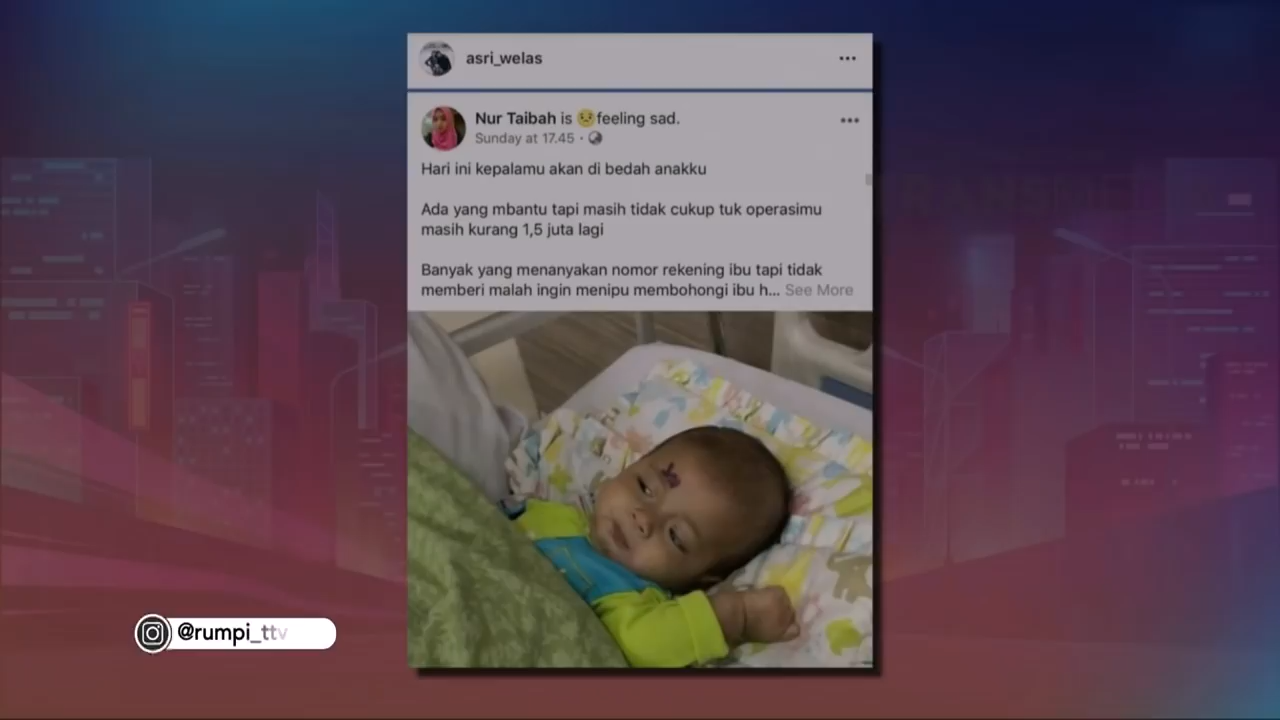 asri_welas
Nur Taibah is feeling sad.
Sunday at 17.45
Hari ini kepalamu akan di bedah anakku
Ada yang mbantu tapi masih tidak cukup tuk operasimu
masih kurang 1,5 juta lagi
Banyak yang menanyakan nomor rekening ibu tapi tidak
memberi malah ingin menipu membohongi ibu h... See More
@rumpi_ttv